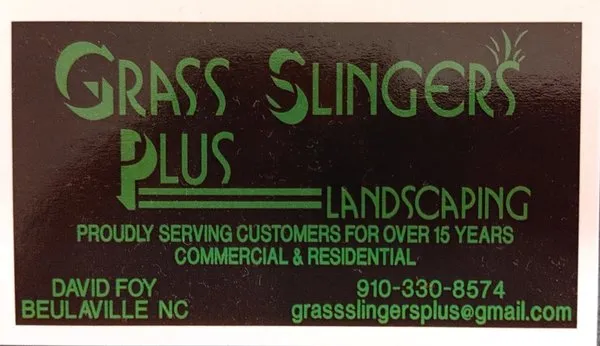 GRASS SLINGERS
PLUS
LANDSCAPING
PROUDLY SERVING CUSTOMERS FOR OVER 15 YEARS
COMMERCIAL & RESIDENTIAL
DAVID FOY 910-330-8574
BEULAVILLE NC grassslingersplus@gmail.com